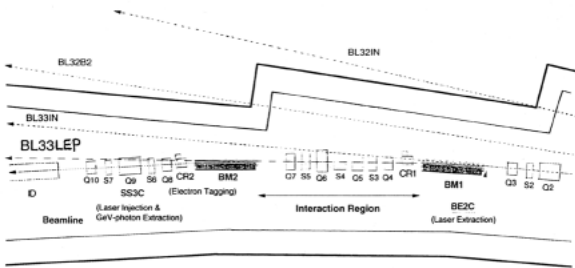 BL32IN
BL32B2
BL33IN
BL33LEP
ID Q10 S7 Q9 S6 Q8 CR2 BM2 Q7 S5 Q6 S4 Q5 S3 Q4 CR1 BM1 Q3 S2 Q2
SS3C (Electron Tagging)
Beamline (Laser Injection & GeV-photon Extraction) Interaction Region BE2C
(Laser Extraction)